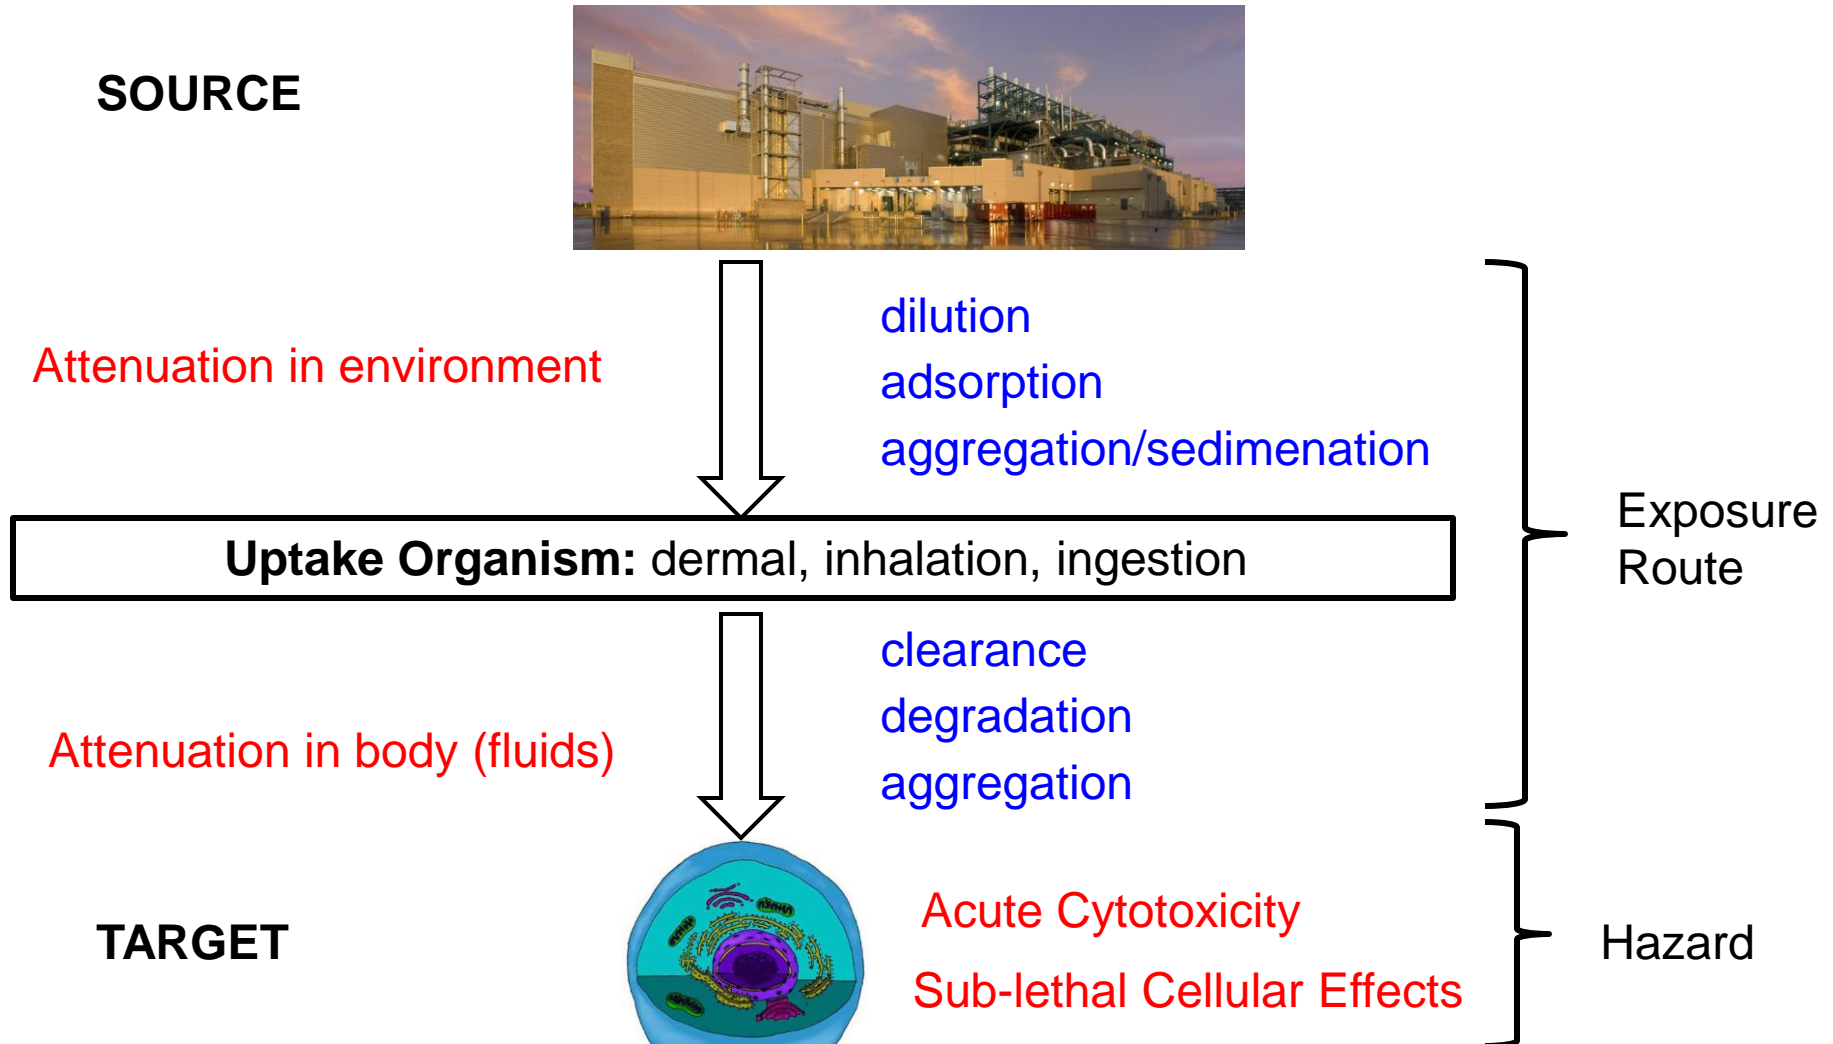 SOURCE
Attenuation in environment
dilution
adsorption
aggregation/sedimenation
Uptake Organism: dermal, inhalation, ingestion
Exposure
Route
Attenuation in body (fluids)
clearance
degradation
aggregation
TARGET
Acute Cytotoxicity
Sub-lethal Cellular Effects
Hazard